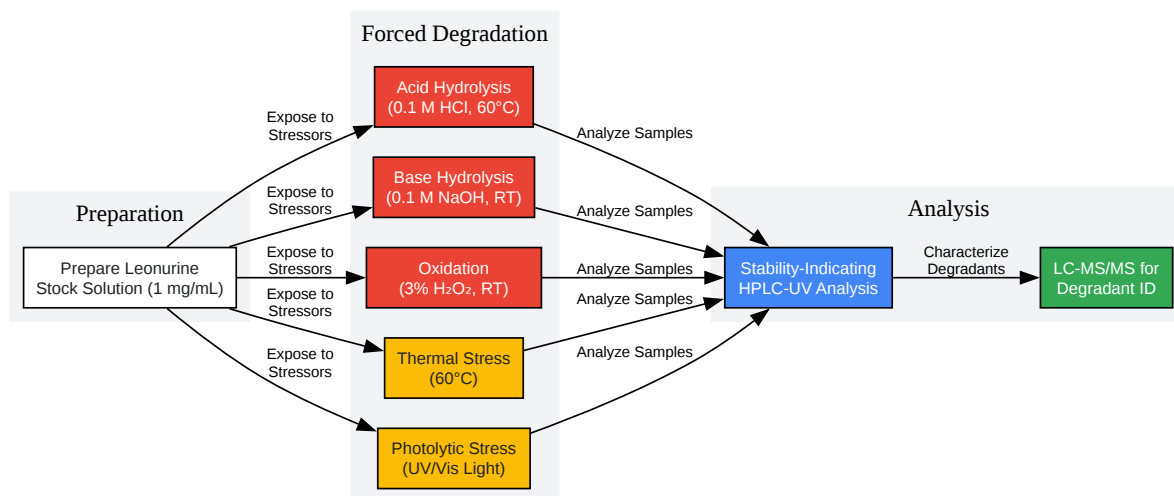 Forced Degradation
Acid Hydrolysis
(0.1 M HCl, 60°C)
Expose to
Stressors
Analyze Samples
Base Hydrolysis
(0.1 M NaOH, RT)
Expose to
Stressors
Analyze Samples
Preparation
Analysis
Prepare Leonurine
Stock Solution (1 mg/mL)
Expose to
Stressors
Oxidation
(3% H₂O₂, RT)
Analyze Samples
Stability-Indicating
HPLC-UV Analysis
Characterize
Degradants
LC-MS/MS for
Degradant ID
Expose to
Stressors
Analyze Samples
Thermal Stress
(60°C)
Expose to
Stressors
Analyze Samples
Photolytic Stress
(UV/Vis Light)